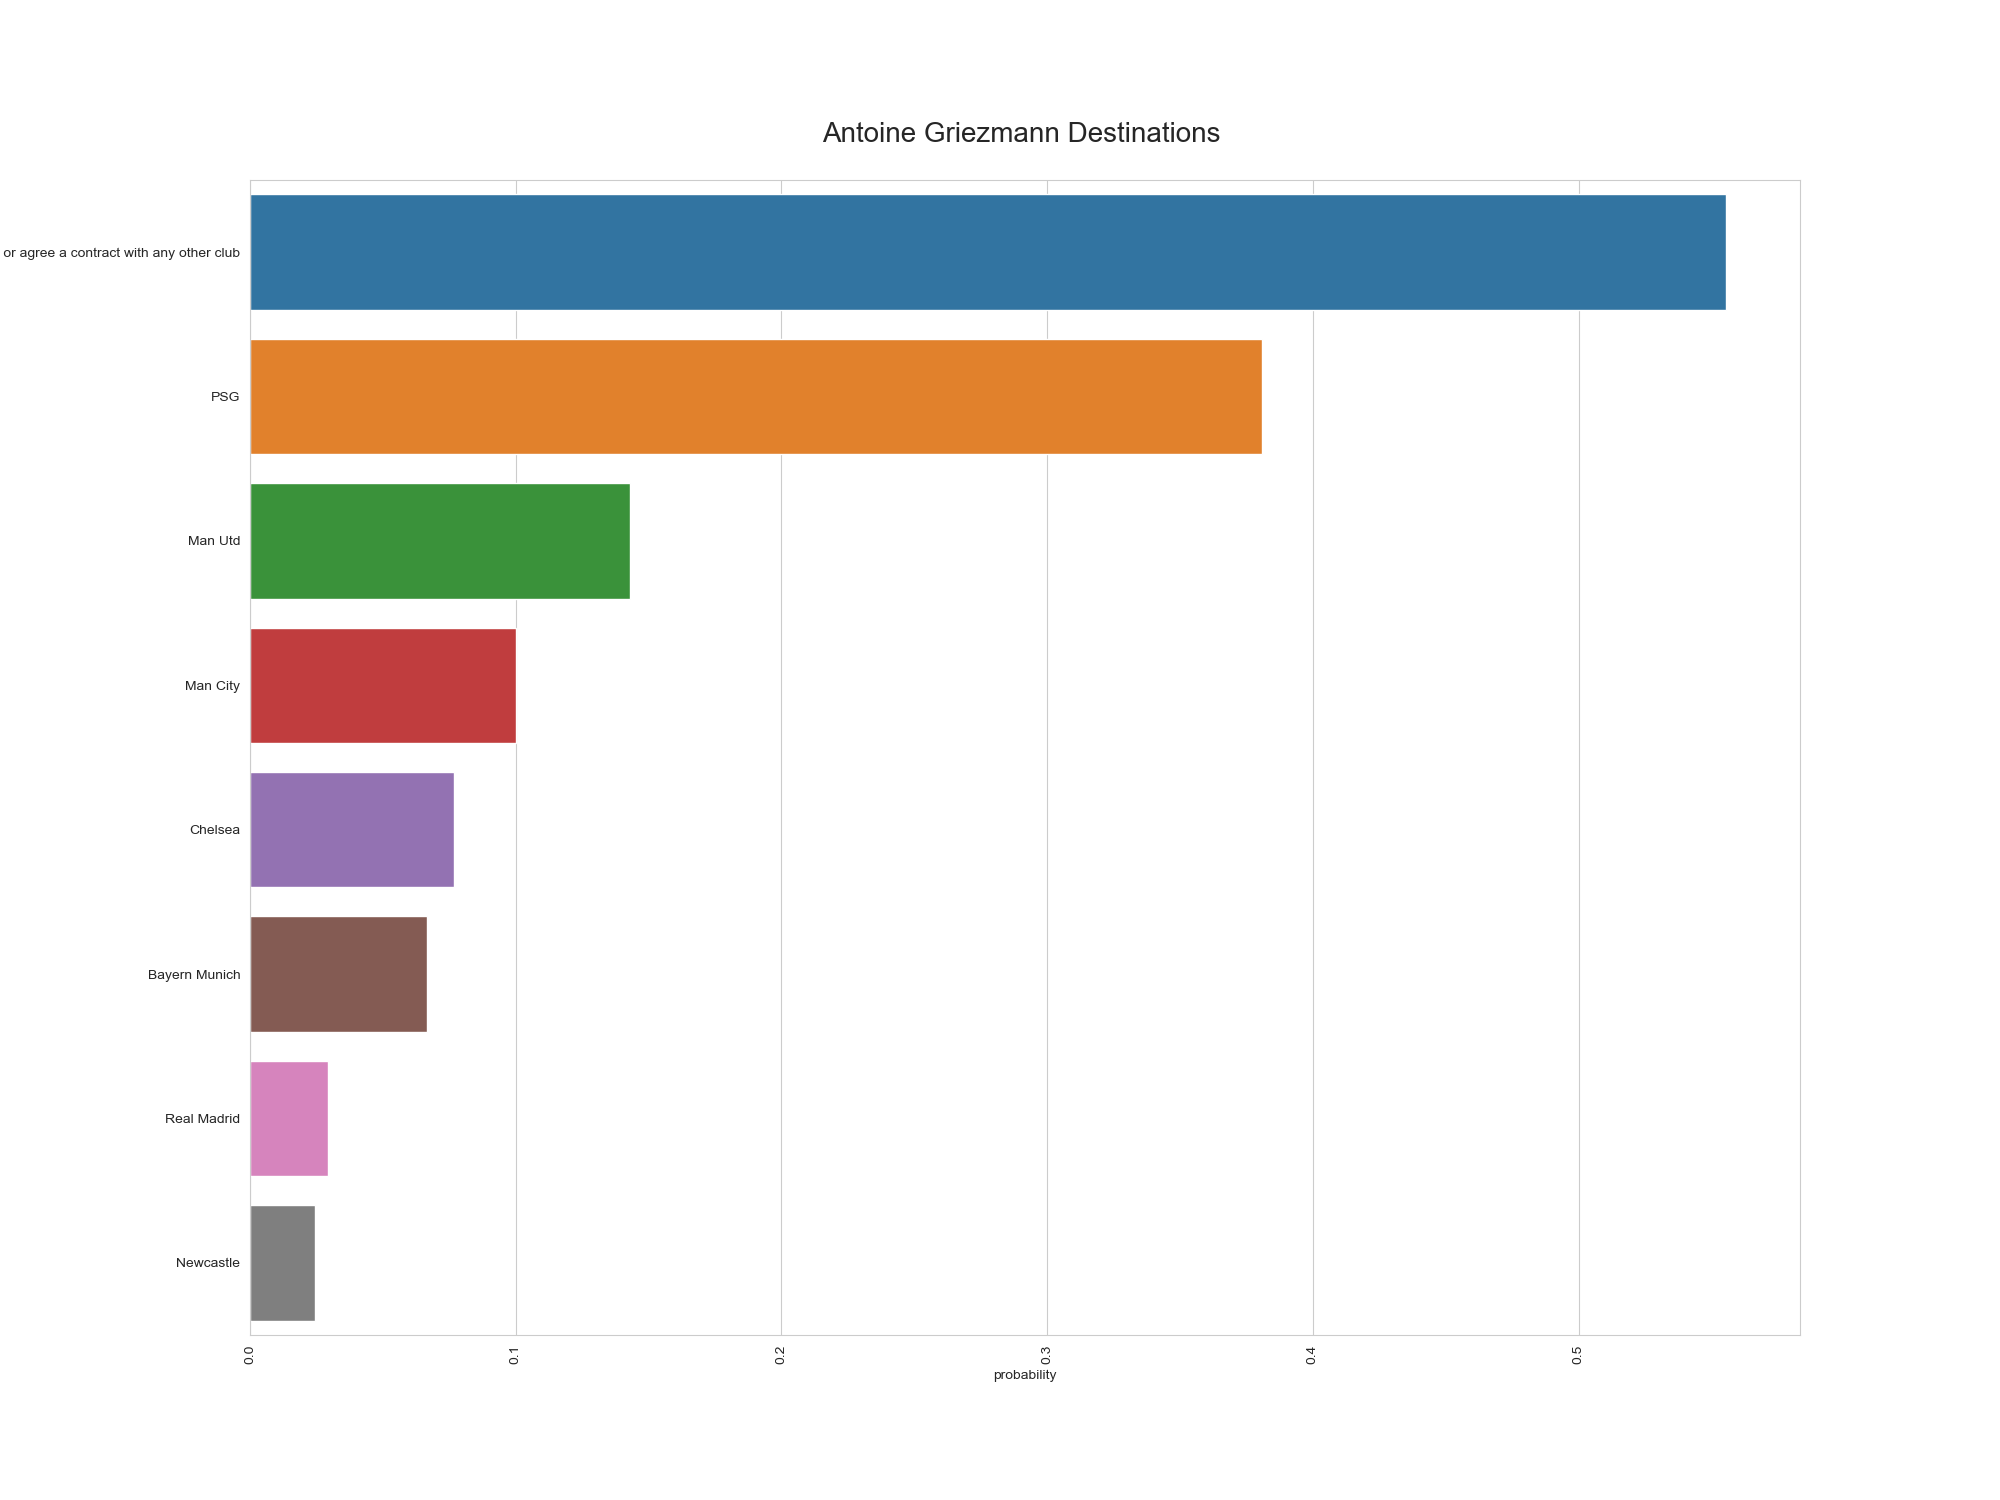 Antoine Griezmann Destinations
or agree a contract with any other club
PSG
Man Utd
Man City
Chelsea
Bayern Munich
Real Madrid
Newcastle
0.0
0.1
0.2
0.3
0.4
0.5
probability